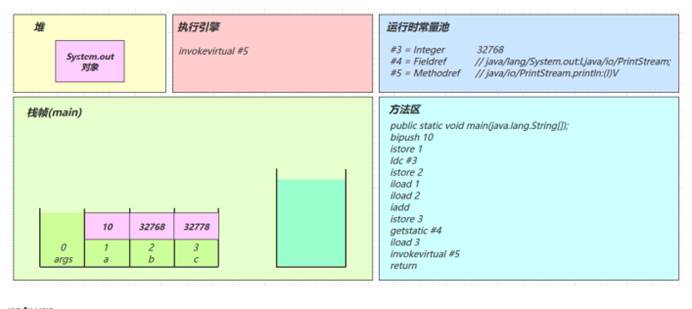 堆
System.out
对象
执行引擎
invokevirtual #5
运行时常量池
#3 = Integer 32768
#4 = Fieldref // java/lang/System.out:Ljava/io/PrintStream;
#5 = Methodref // java/io/PrintStream.println:(I)V
栈帧(main)
10 32768 32778
0 1 2 3
args a b c
方法区
public static void main(java.lang.String[]);
bipush 10
istore 1
ldc #3
istore 2
iload 1
iload 2
iadd
istore 3
getstatic #4
iload 3
invokevirtual #5
return